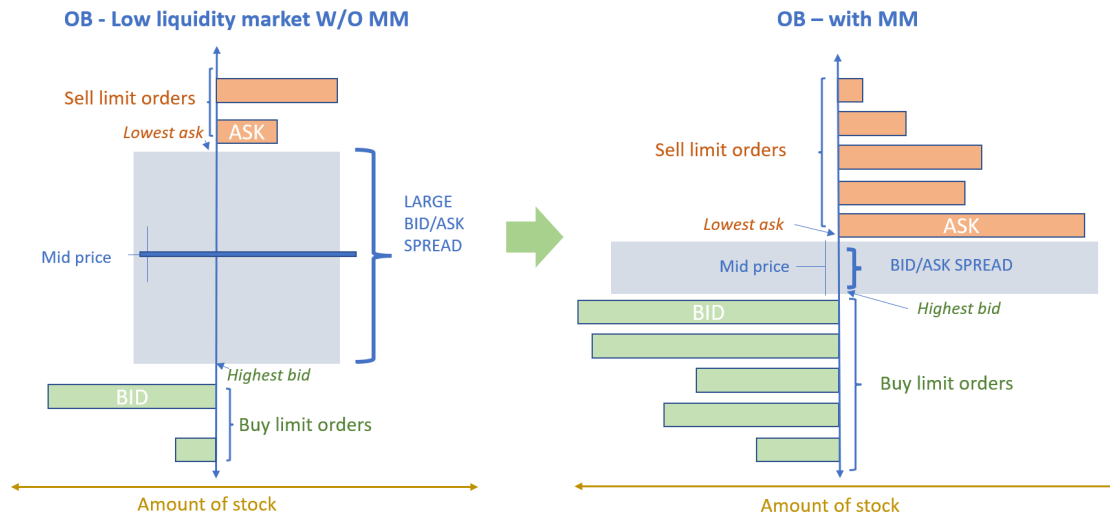 OB - Low liquidity market W/O MM
Sell limit orders
Lowest ask
ASK
LARGE
BID/ASK
SPREAD
Mid price
Highest bid
BID
Buy limit orders
Amount of stock
OB – with MM
Sell limit orders
Lowest ask
ASK
Mid price
BID/ASK SPREAD
Highest bid
BID
Buy limit orders
Amount of stock